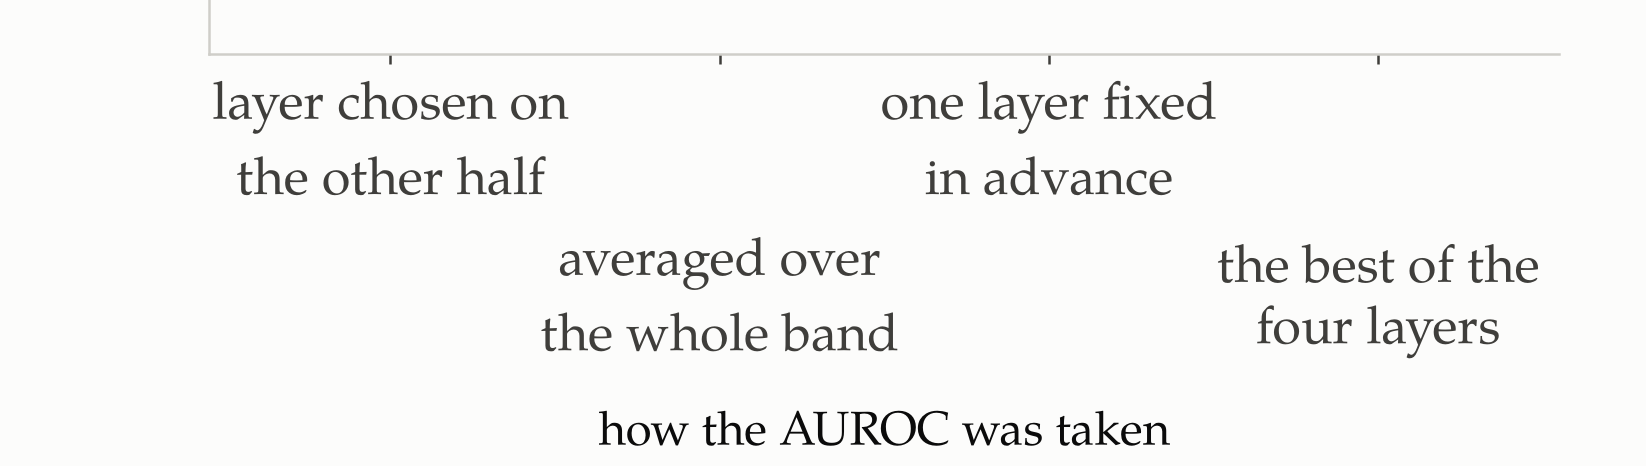 layer chosen on
the other half
averaged over
the whole band
one layer fixed
in advance
the best of the
four layers
how the AUROC was taken